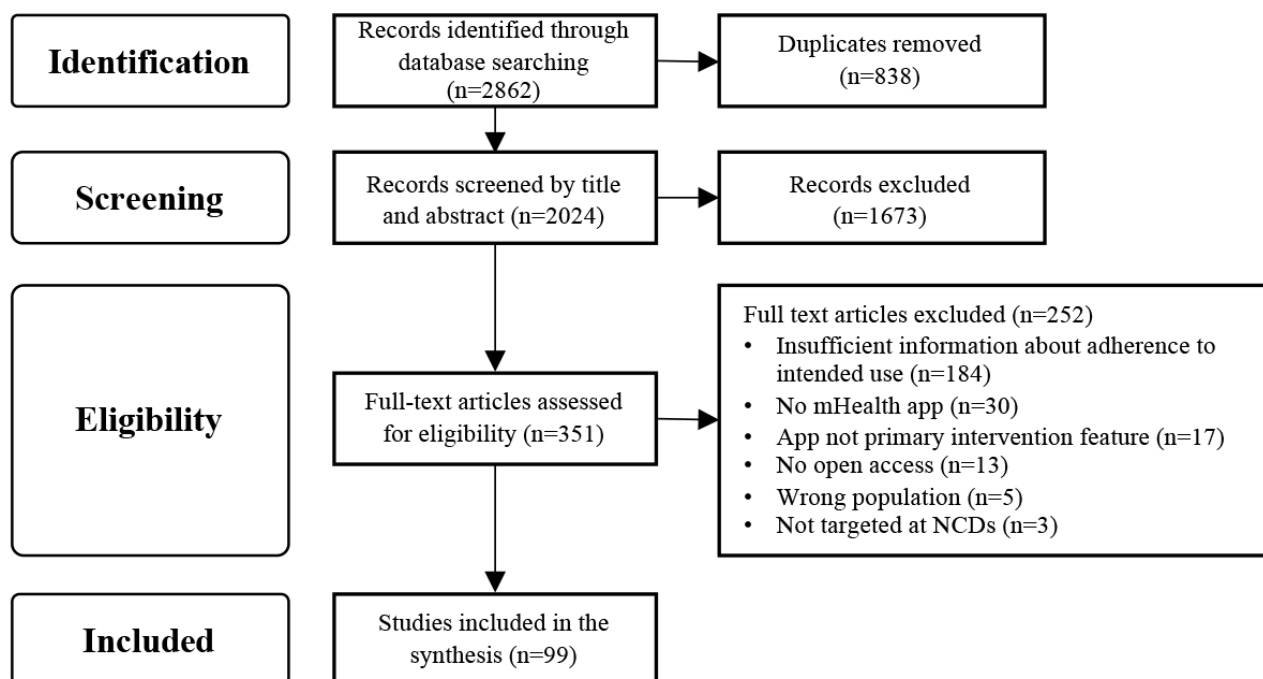 Identification
Records identified through
database searching
(n=2862)
Duplicates removed
(n=838)
Screening
Records screened by title
and abstract (n=2024)
Records excluded
(n=1673)
Eligibility
Full-text articles assessed
for eligibility (n=351)
Full text articles excluded (n=252)
• Insufficient information about adherence to
intended use (n=184)
• No mHealth app (n=30)
• App not primary intervention feature (n=17)
• No open access (n=13)
• Wrong population (n=5)
• Not targeted at NCDs (n=3)
Included
Studies included in the
synthesis (n=99)